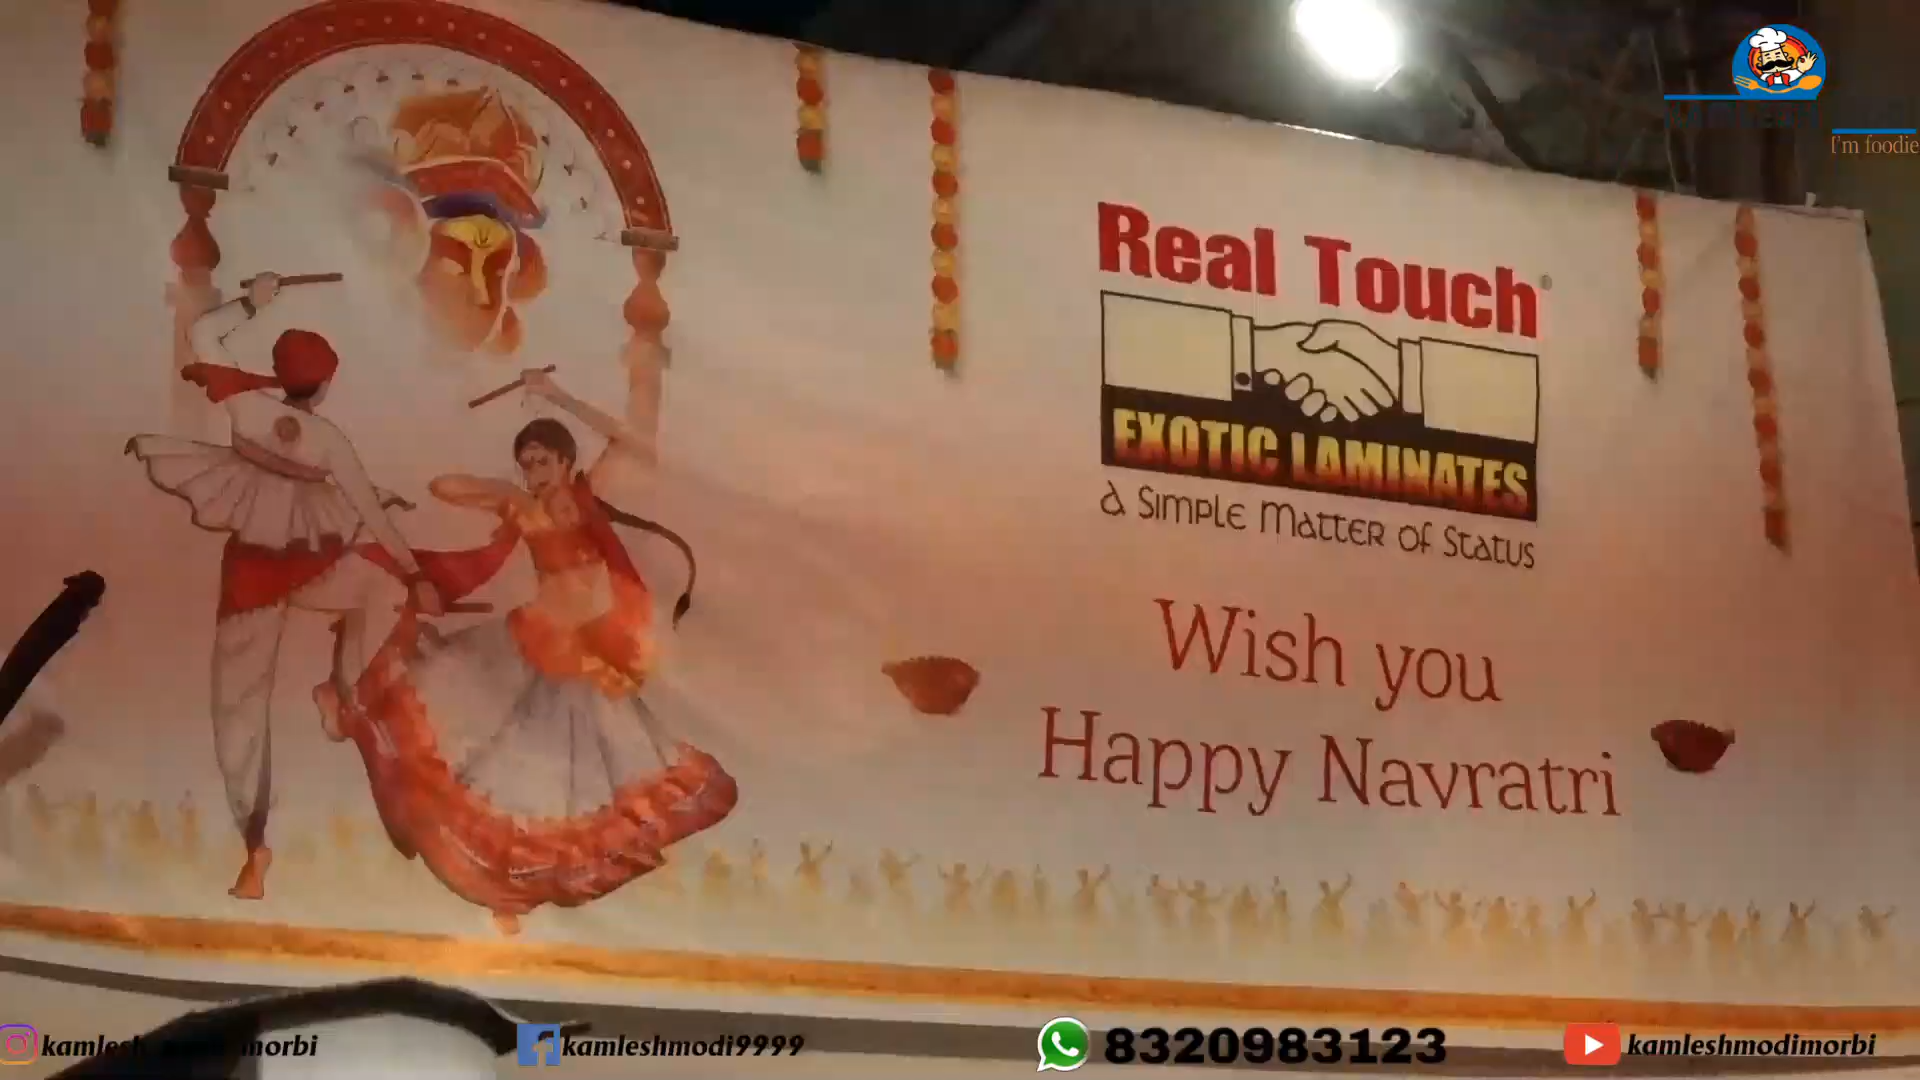 I'm foodie
Real Touch®
EXOTIC LAMINATES
A Simple Matter of Status
Wish you
Happy Navratri
kamleshmodi9999
8320983123
kamleshmodimorbi